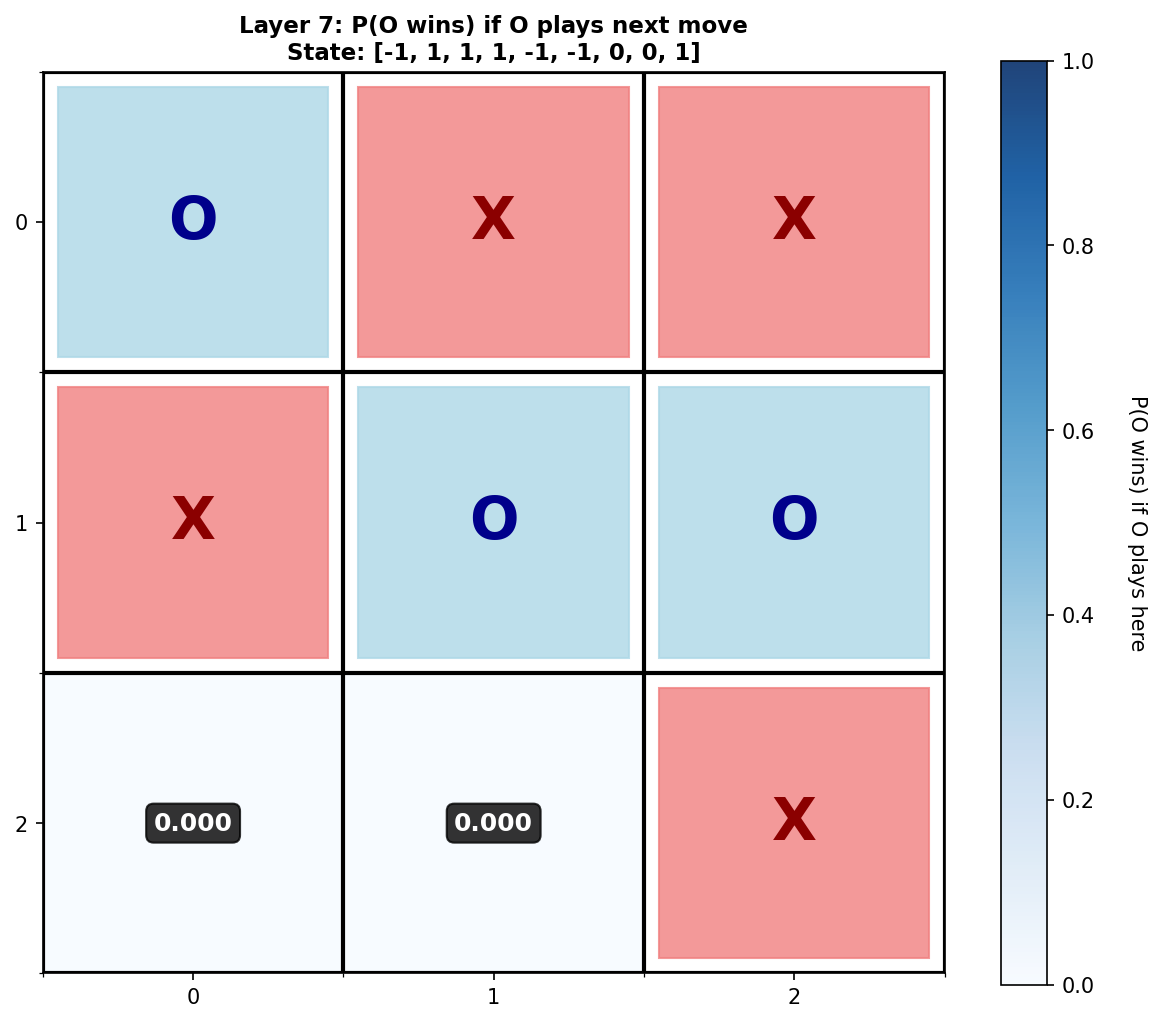 Layer 7: P(O wins) if O plays next move
State: [-1, 1, 1, 1, -1, -1, 0, 0, 1]
O X X
X O O
0.000 0.000 X
0
1
2
0 1 2
1.0
0.8
0.6
0.4
0.2
0.0
P(O wins) if O plays here